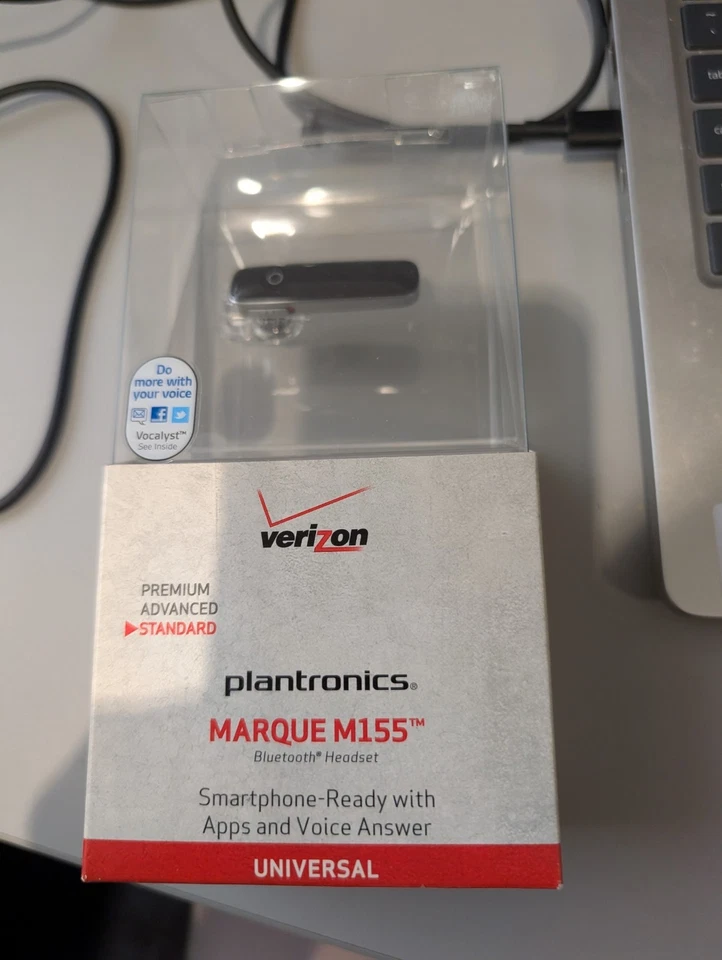 tab
Do
more with
your voice
Vocalyst™
See Inside
verizon
PREMIUM
ADVANCED
STANDARD
plantronics®
MARQUE M155™
Bluetooth® Headset
Smartphone-Ready with
Apps and Voice Answer
UNIVERSAL